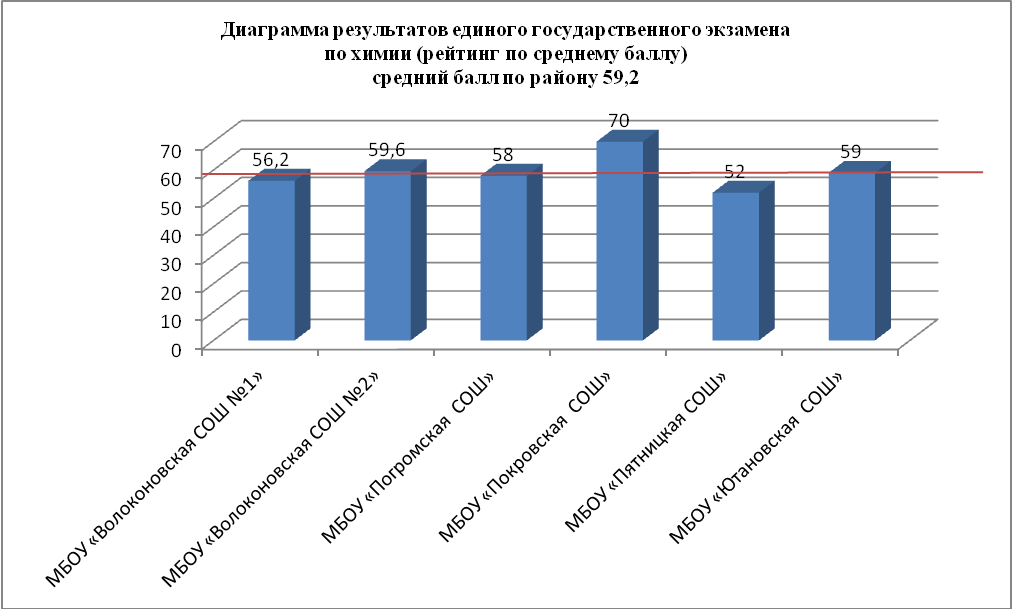 Диаграмма результатов единого государственного экзамена
по химии (рейтинг по среднему баллу)
средний балл по району 59,2
70
60
50
40
30
20
10
0
56,2
59,6
58
70
52
59
МБОУ «Волоконовская СОШ №1»
МБОУ «Волоконовская СОШ №2»
МБОУ «Погромская СОШ»
МБОУ «Покровская СОШ»
МБОУ «Пятницкая СОШ»
МБОУ «Ютановская СОШ»